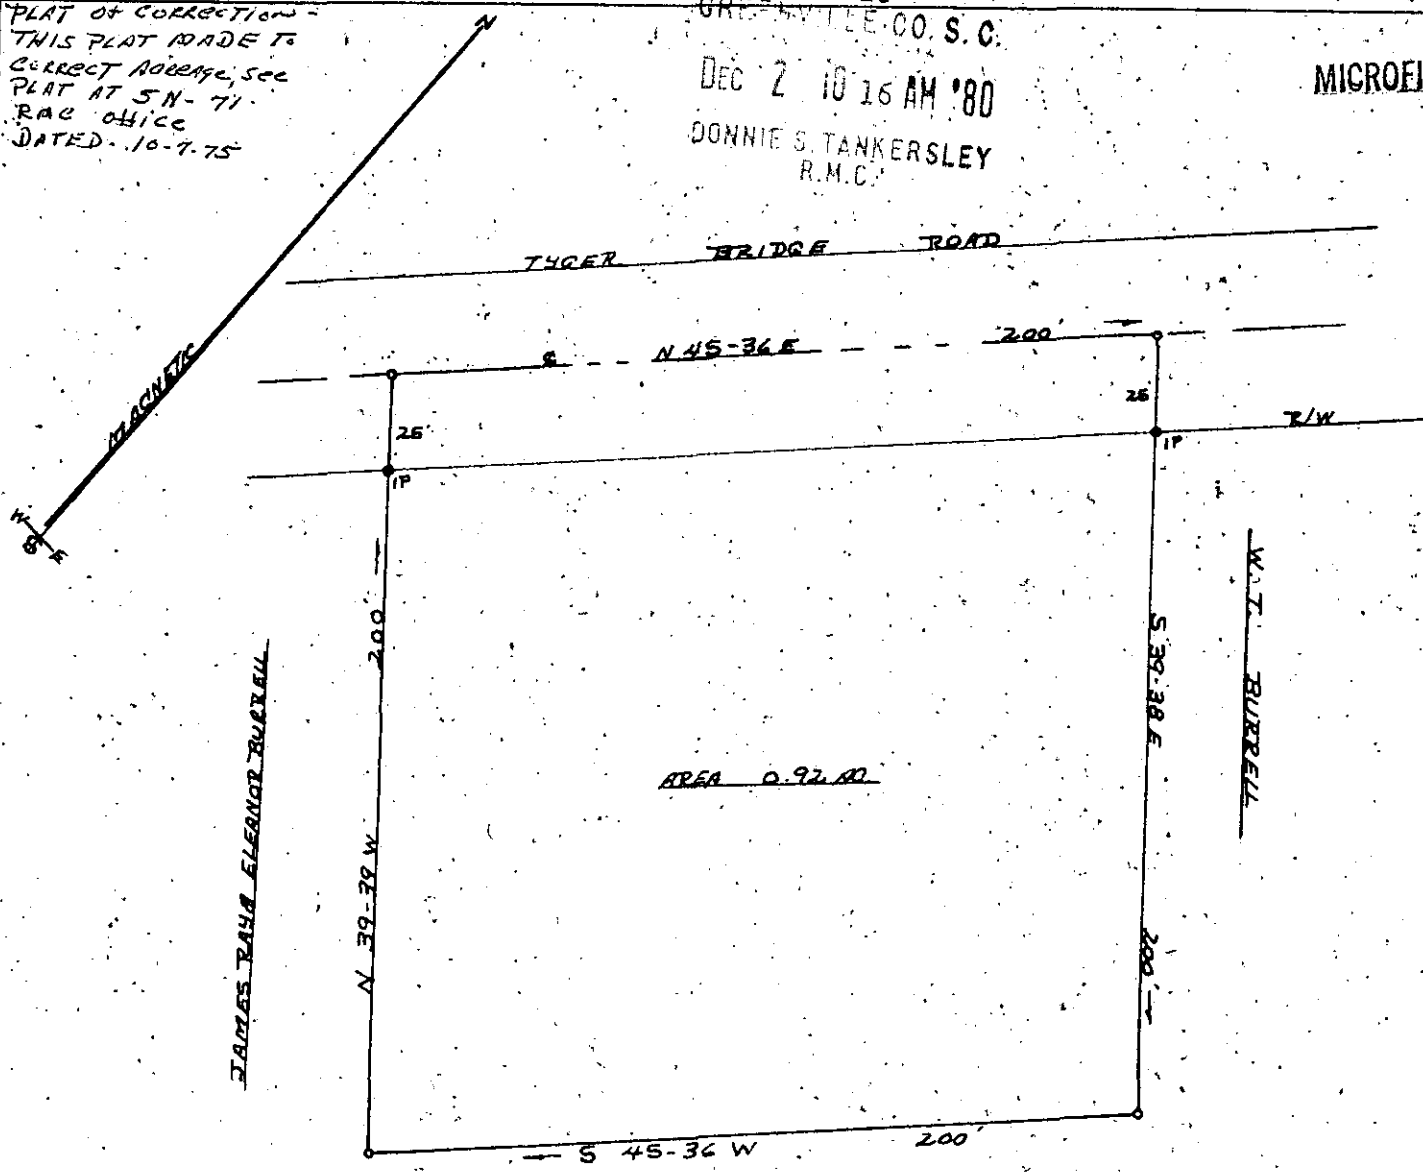 PLAT OF CORRECTION -
THIS PLAT MADE TO
CORRECT ACREAGE, SEE
PLAT AT 5N-71.
RMC OFFICE
DATED - 10-7-75
GREENVILLE CO. S. C.
DEC 2 10 16 AM '80
DONNIE S. TANKERSLEY
R.M.C.
N
MAGNETIC
W
S
E
TYGER BRIDGE ROAD
℄ N 45-36 E 200'
25'
25
IP
IP
R/W
200'
N 39-39 W
S 39-38 E
200'
JAMES RAY & ELEANOR BURRELL
W. T. BURRELL
AREA 0.92 AC
S 45-36 W 200'